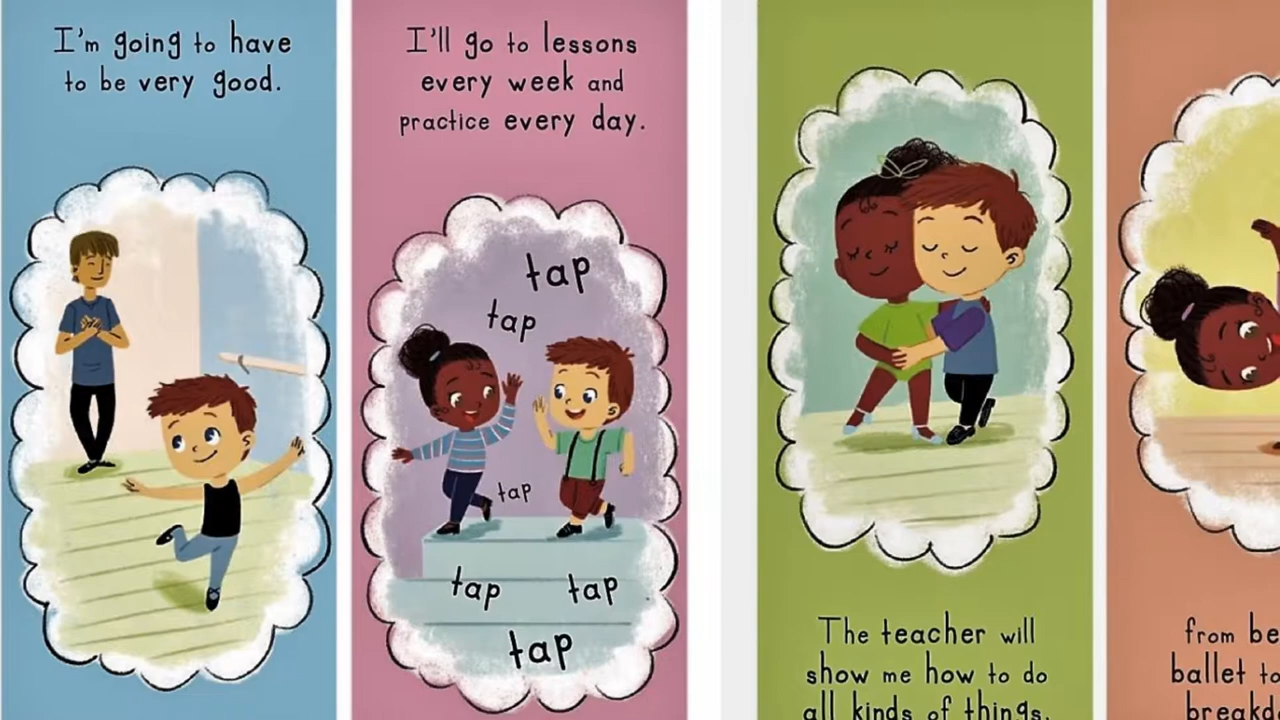 I'm going to have
to be very good.
I'll go to lessons
every week and
practice every day.
tap
tap
tap
tap tap
tap
The teacher will
show me how to do
all kinds of things,
from
ballet to